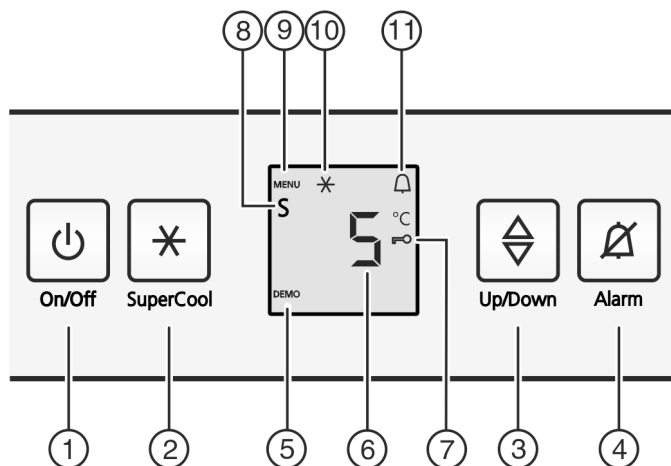 8 9 10 11
MENU
S
5 °C
DEMO
On/Off SuperCool Up/Down Alarm
1 2 5 6 7 3 4